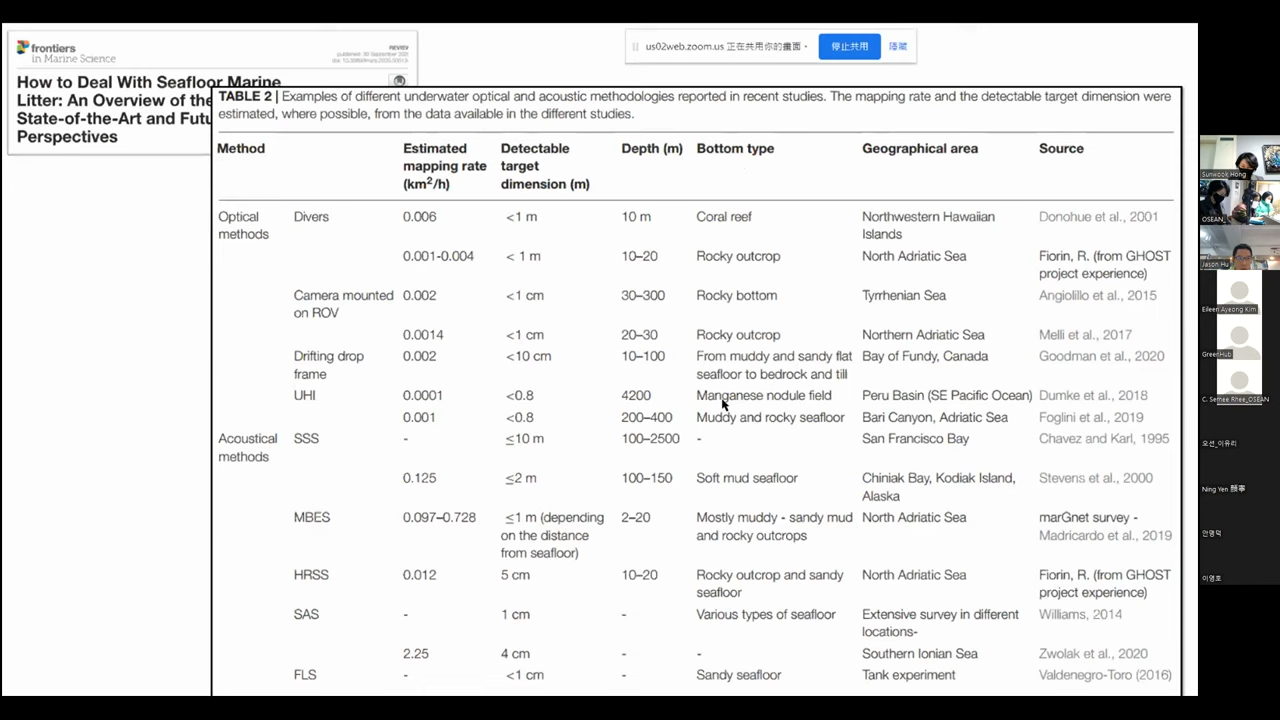 frontiers
in Marine Science
REVIEW
How to Deal With Seafloor Marine
Litter: An Overview of the
State-of-the-Art and Futu
Perspectives
us02web.zoom.us 正在共用你的畫面。
停止共用
隱藏
TABLE 2 | Examples of different underwater optical and acoustic methodologies reported in recent studies. The mapping rate and the detectable target dimension were
estimated, where possible, from the data available in the different studies.
Method Estimated mapping rate (km2/h) Detectable target dimension (m) Depth (m) Bottom type Geographical area Source
Optical methods Divers 0.006 <1 m 10 m Coral reef Northwestern Hawaiian Islands Donohue et al., 2001
0.001-0.004 < 1 m 10–20 Rocky outcrop North Adriatic Sea Fiorin, R. (from GHOST project experience)
Camera mounted on ROV 0.002 <1 cm 30–300 Rocky bottom Tyrrhenian Sea Angiolillo et al., 2015
0.0014 <1 cm 20–30 Rocky outcrop Northern Adriatic Sea Melli et al., 2017
Drifting drop frame 0.002 <10 cm 10–100 From muddy and sandy flat seafloor to bedrock and till Bay of Fundy, Canada Goodman et al., 2020
UHI 0.0001 <0.8 4200 Manganese nodule field Peru Basin (SE Pacific Ocean) Dumke et al., 2018
0.001 <0.8 200–400 Muddy and rocky seafloor Bari Canyon, Adriatic Sea Foglini et al., 2019
Acoustical methods SSS - ≤10 m 100–2500 - San Francisco Bay Chavez and Karl, 1995
0.125 ≤2 m 100–150 Soft mud seafloor Chiniak Bay, Kodiak Island, Alaska Stevens et al., 2000
MBES 0.097–0.728 ≤1 m (depending on the distance from seafloor) 2–20 Mostly muddy - sandy mud and rocky outcrops North Adriatic Sea marGnet survey - Madricardo et al., 2019
HRSS 0.012 5 cm 10–20 Rocky outcrop and sandy seafloor North Adriatic Sea Fiorin, R. (from GHOST project experience)
SAS - 1 cm - Various types of seafloor Extensive survey in different locations- Williams, 2014
2.25 4 cm - - Southern Ionian Sea Zwolak et al., 2020
FLS - <1 cm - Sandy seafloor Tank experiment Valdenegro-Toro (2016)
Sunwook Hong
OSEAN_
Jason Hu
Eileen Ayeong Kim
GreenHub
C. Semee Rhee_OSEAN
오션_이유리
Ning Yen 顏寧
안명덕
이영호